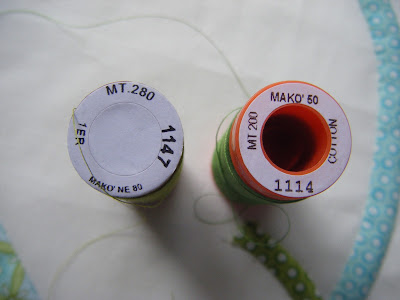 MT. 280
1147
MAKO' NE 80
1ER
MAKO' 50
COTTON
1114
MT 200